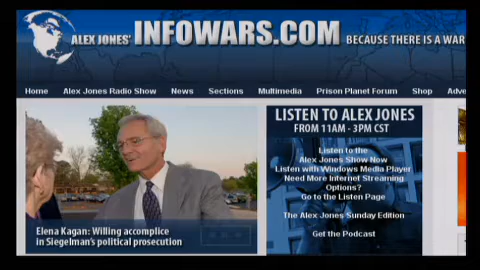 ALEX JONES' INFOWARS.COM BECAUSE THERE IS A WAR
Home Alex Jones Radio Show News Sections Multimedia Prison Planet Forum Shop Adve
LISTEN TO ALEX JONES
FROM 11AM - 3PM CST
Listen to the
Alex Jones Show Now
Listen with Windows Media Player
Need More Internet Streaming
Options?
Go to the Listen Page
The Alex Jones Sunday Edition
Get the Podcast
Elena Kagan: Willing accomplice
in Siegelman's political prosecution